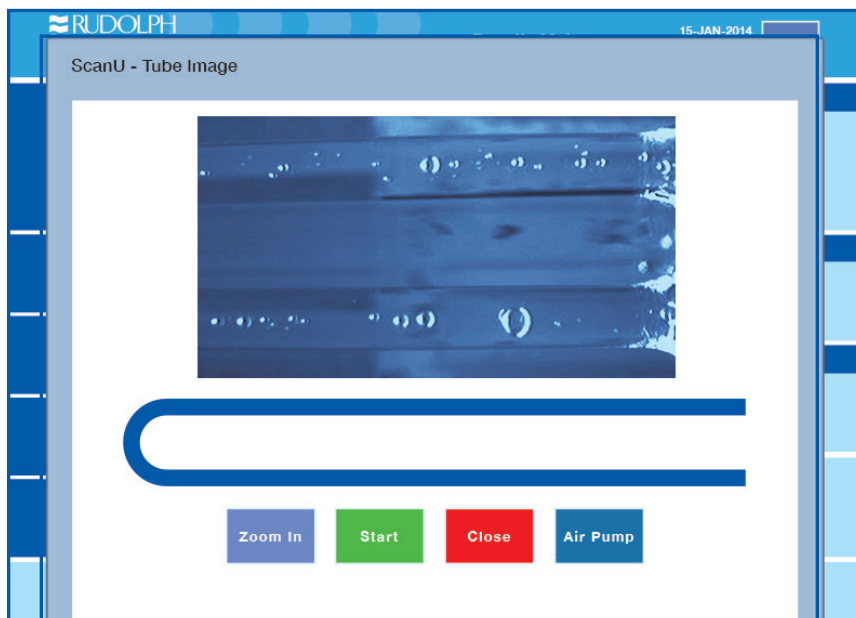 RUDOLPH
15-JAN-2014
ScanU - Tube Image
Zoom In
Start
Close
Air Pump